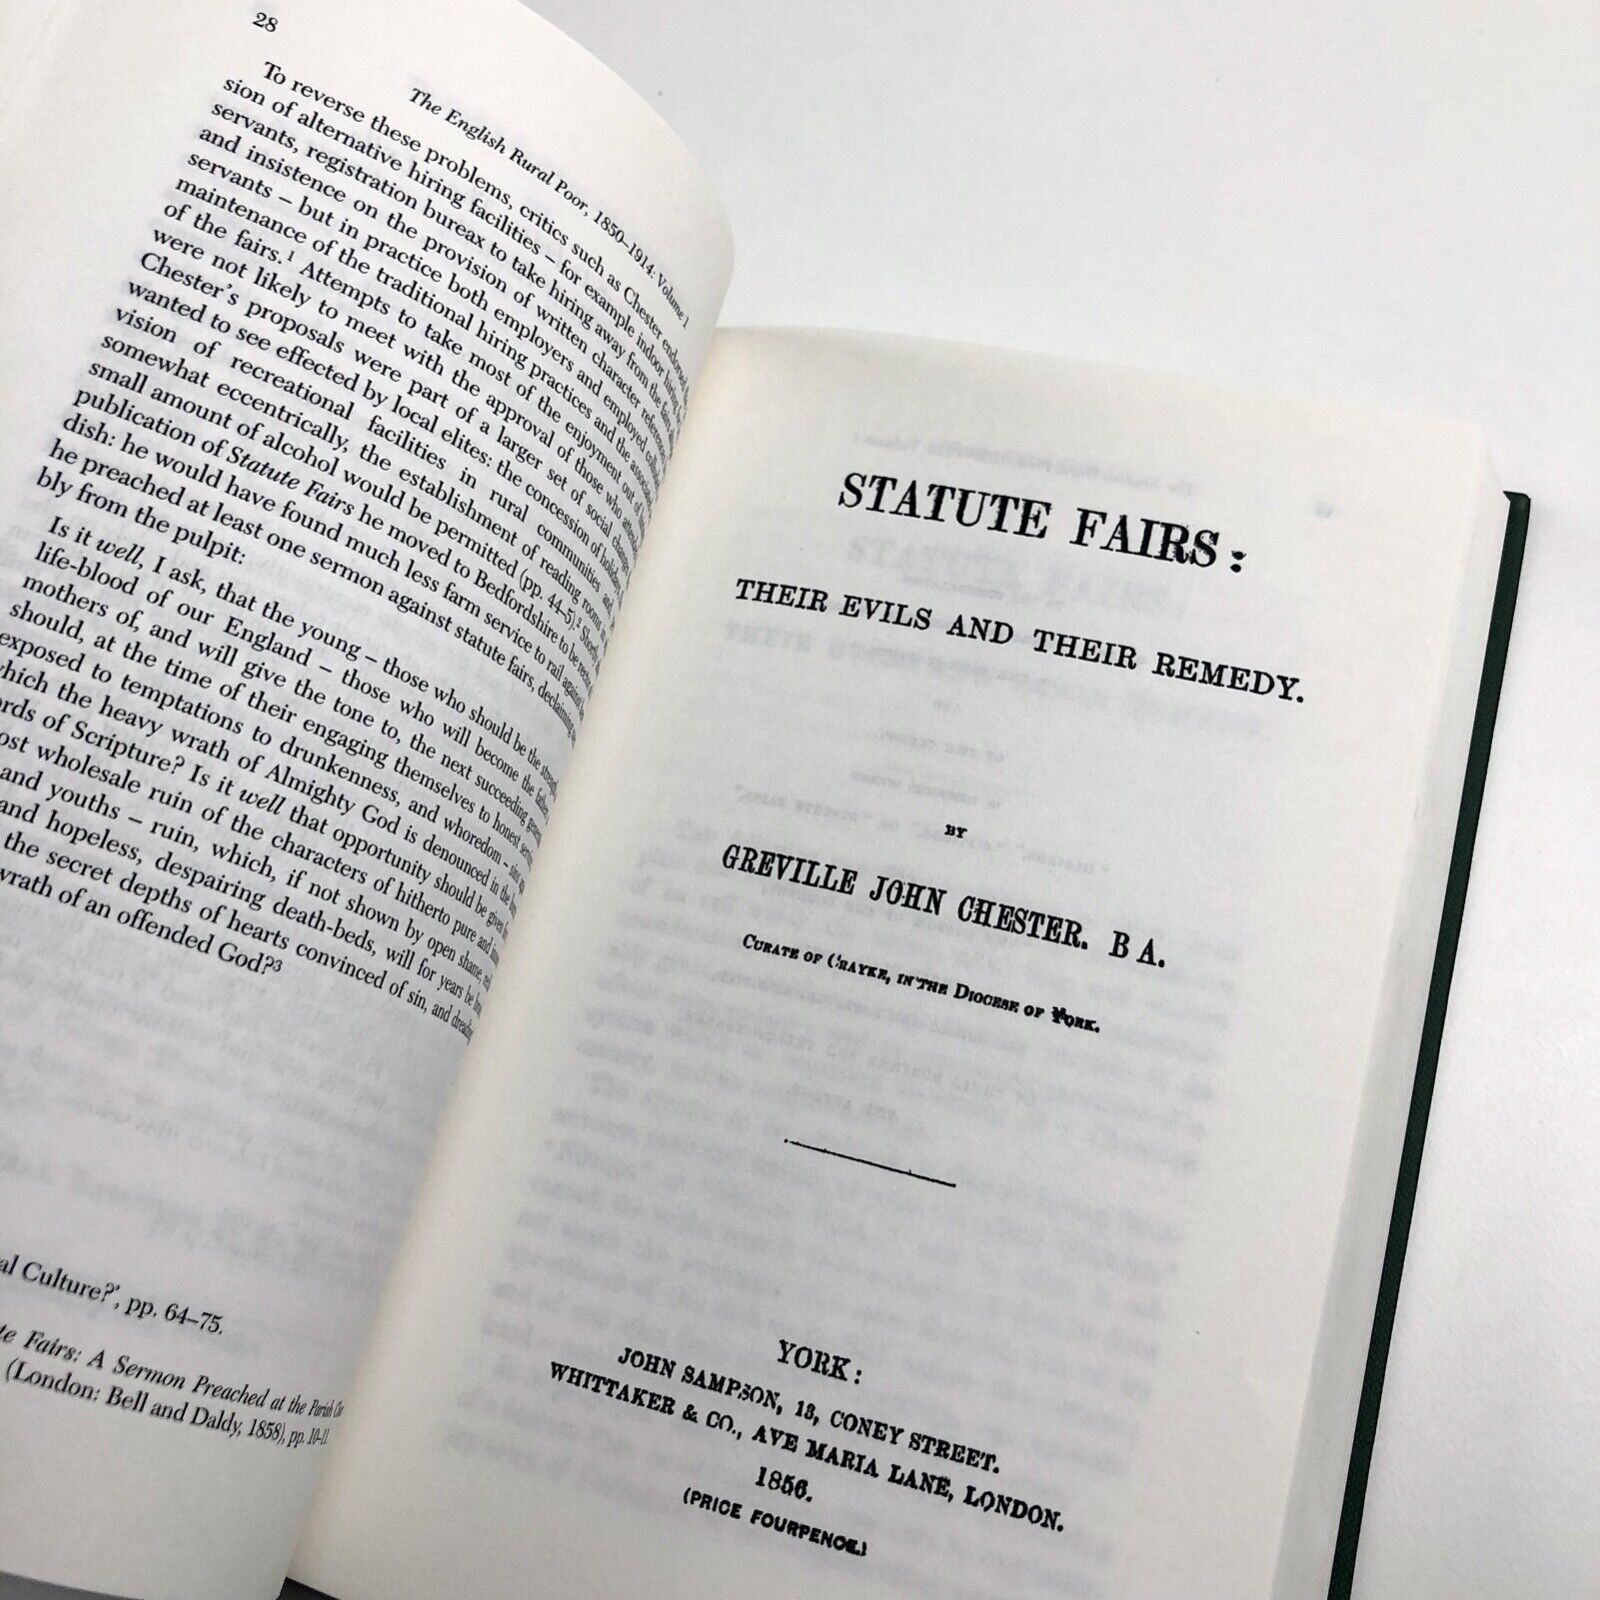 28
The English Rural Poor, 1850–1914: Volume 1
To reverse these problems, critics such as Chester endorsed
sion of alternative hiring facilities – for example indoor hiring
servants, registration bureax to take hiring away from the fairs
and insistence on the provision of written character references
servants – but in practice both employers and employed
maintenance of the traditional hiring practices and the
of the fairs.¹ Attempts to take most of the enjoyment out of
were not likely to meet with the approval of those who attended
Chester's proposals were part of a larger set of social changes
wanted to see effected by local elites: the concession of holidays
vision of recreational facilities in rural communities and
somewhat eccentrically, the establishment of reading rooms in
small amount of alcohol would be permitted (pp. 44–5).² Shortly
publication of Statute Fairs he moved to Bedfordshire to be
dish: he would have found much less farm service to rail against
he preached at least one sermon against statute fairs, declaiming
bly from the pulpit:
Is it well, I ask, that the young – those who should be the strength
life-blood of our England – those who will become the fathers
mothers of, and will give the tone to, the next succeeding
should, at the time of their engaging themselves to honest
exposed to temptations to drunkenness, and whoredom – sins
which the heavy wrath of Almighty God is denounced in the
ords of Scripture? Is it well that opportunity should be given
ost wholesale ruin of the characters of hitherto pure and
and youths – ruin, which, if not shown by open shame,
and hopeless, despairing death-beds, will for years be
the secret depths of hearts convinced of sin, and
wrath of an offended God?³
al Culture?', pp. 64–75.
te Fairs: A Sermon Preached at the Parish
(London: Bell and Daldy, 1858), pp. 10–11.
STATUTE FAIRS:
THEIR EVILS AND THEIR REMEDY.
BY
GREVILLE JOHN CHESTER. B A.
CURATE OF CRAYKE, IN THE DIOCESE OF YORK.
YORK:
JOHN SAMPSON, 13, CONEY STREET.
WHITTAKER & CO., AVE MARIA LANE, LONDON.
1856.
(PRICE FOURPENCE.)